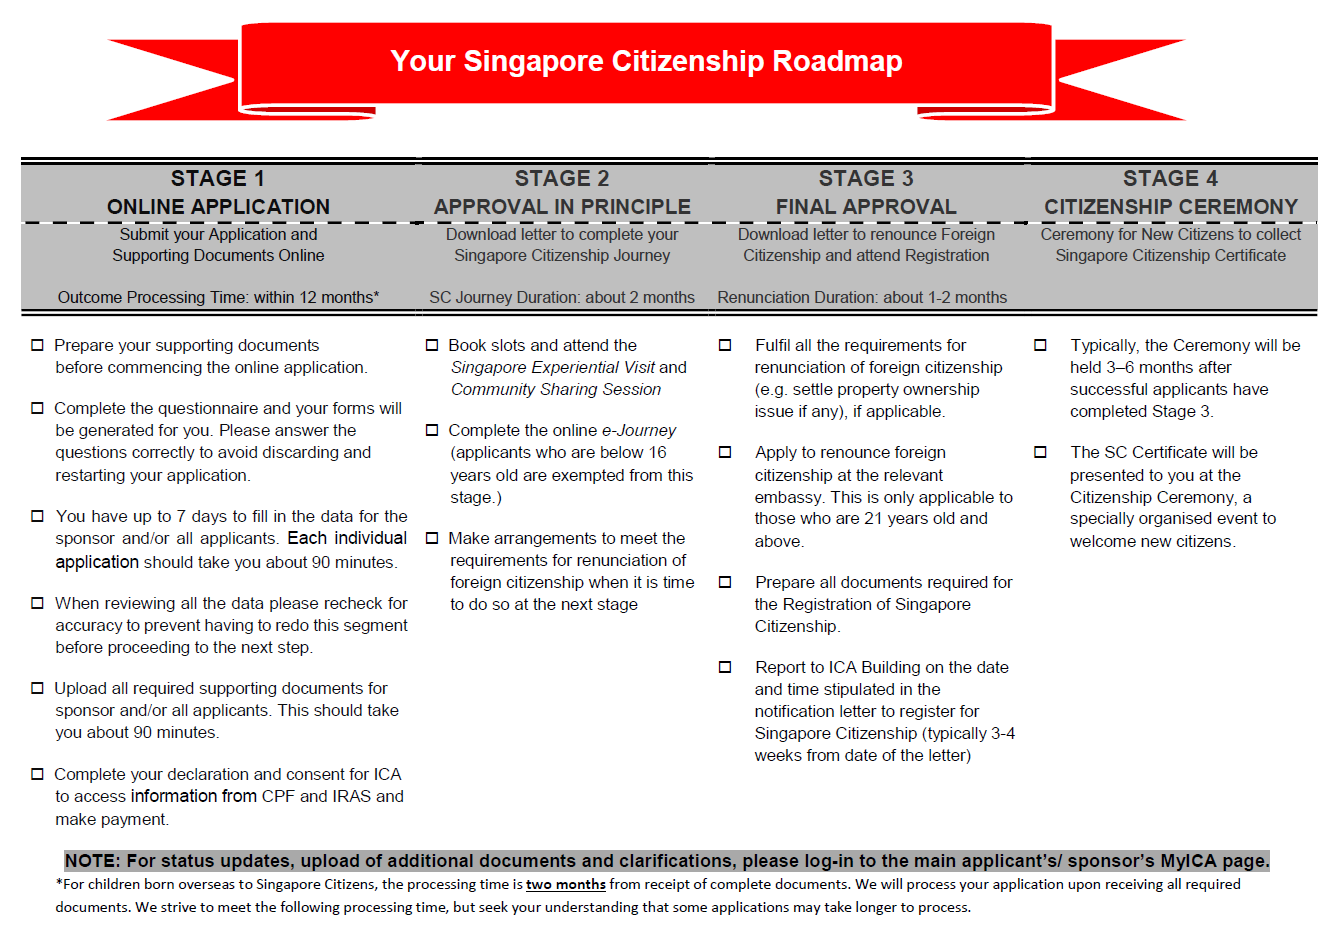 Your Singapore Citizenship Roadmap
STAGE 1
ONLINE APPLICATION
Submit your Application and
Supporting Documents Online
Outcome Processing Time: within 12 months*
STAGE 2
APPROVAL IN PRINCIPLE
Download letter to complete your
Singapore Citizenship Journey
SC Journey Duration: about 2 months
STAGE 3
FINAL APPROVAL
Download letter to renounce Foreign
Citizenship and attend Registration
Renunciation Duration: about 1-2 months
STAGE 4
CITIZENSHIP CEREMONY
Ceremony for New Citizens to collect
Singapore Citizenship Certificate
Prepare your supporting documents
before commencing the online application.
Complete the questionnaire and your forms will
be generated for you. Please answer the
questions correctly to avoid discarding and
restarting your application.
You have up to 7 days to fill in the data for the
sponsor and/or all applicants. Each individual
application should take you about 90 minutes.
When reviewing all the data please recheck for
accuracy to prevent having to redo this segment
before proceeding to the next step.
Upload all required supporting documents for
sponsor and/or all applicants. This should take
you about 90 minutes.
Complete your declaration and consent for ICA
to access information from CPF and IRAS and
make payment.
Book slots and attend the
Singapore Experiential Visit and
Community Sharing Session
Complete the online e-Journey
(applicants who are below 16
years old are exempted from this
stage.)
Make arrangements to meet the
requirements for renunciation of
foreign citizenship when it is time
to do so at the next stage
Fulfil all the requirements for
renunciation of foreign citizenship
(e.g. settle property ownership
issue if any), if applicable.
Apply to renounce foreign
citizenship at the relevant
embassy. This is only applicable to
those who are 21 years old and
above.
Prepare all documents required for
the Registration of Singapore
Citizenship.
Report to ICA Building on the date
and time stipulated in the
notification letter to register for
Singapore Citizenship (typically 3-4
weeks from date of the letter)
Typically, the Ceremony will be
held 3–6 months after
successful applicants have
completed Stage 3.
The SC Certificate will be
presented to you at the
Citizenship Ceremony, a
specially organised event to
welcome new citizens.
NOTE: For status updates, upload of additional documents and clarifications, please log-in to the main applicant's/ sponsor's MyICA page.
*For children born overseas to Singapore Citizens, the processing time is two months from receipt of complete documents. We will process your application upon receiving all required
documents. We strive to meet the following processing time, but seek your understanding that some applications may take longer to process.